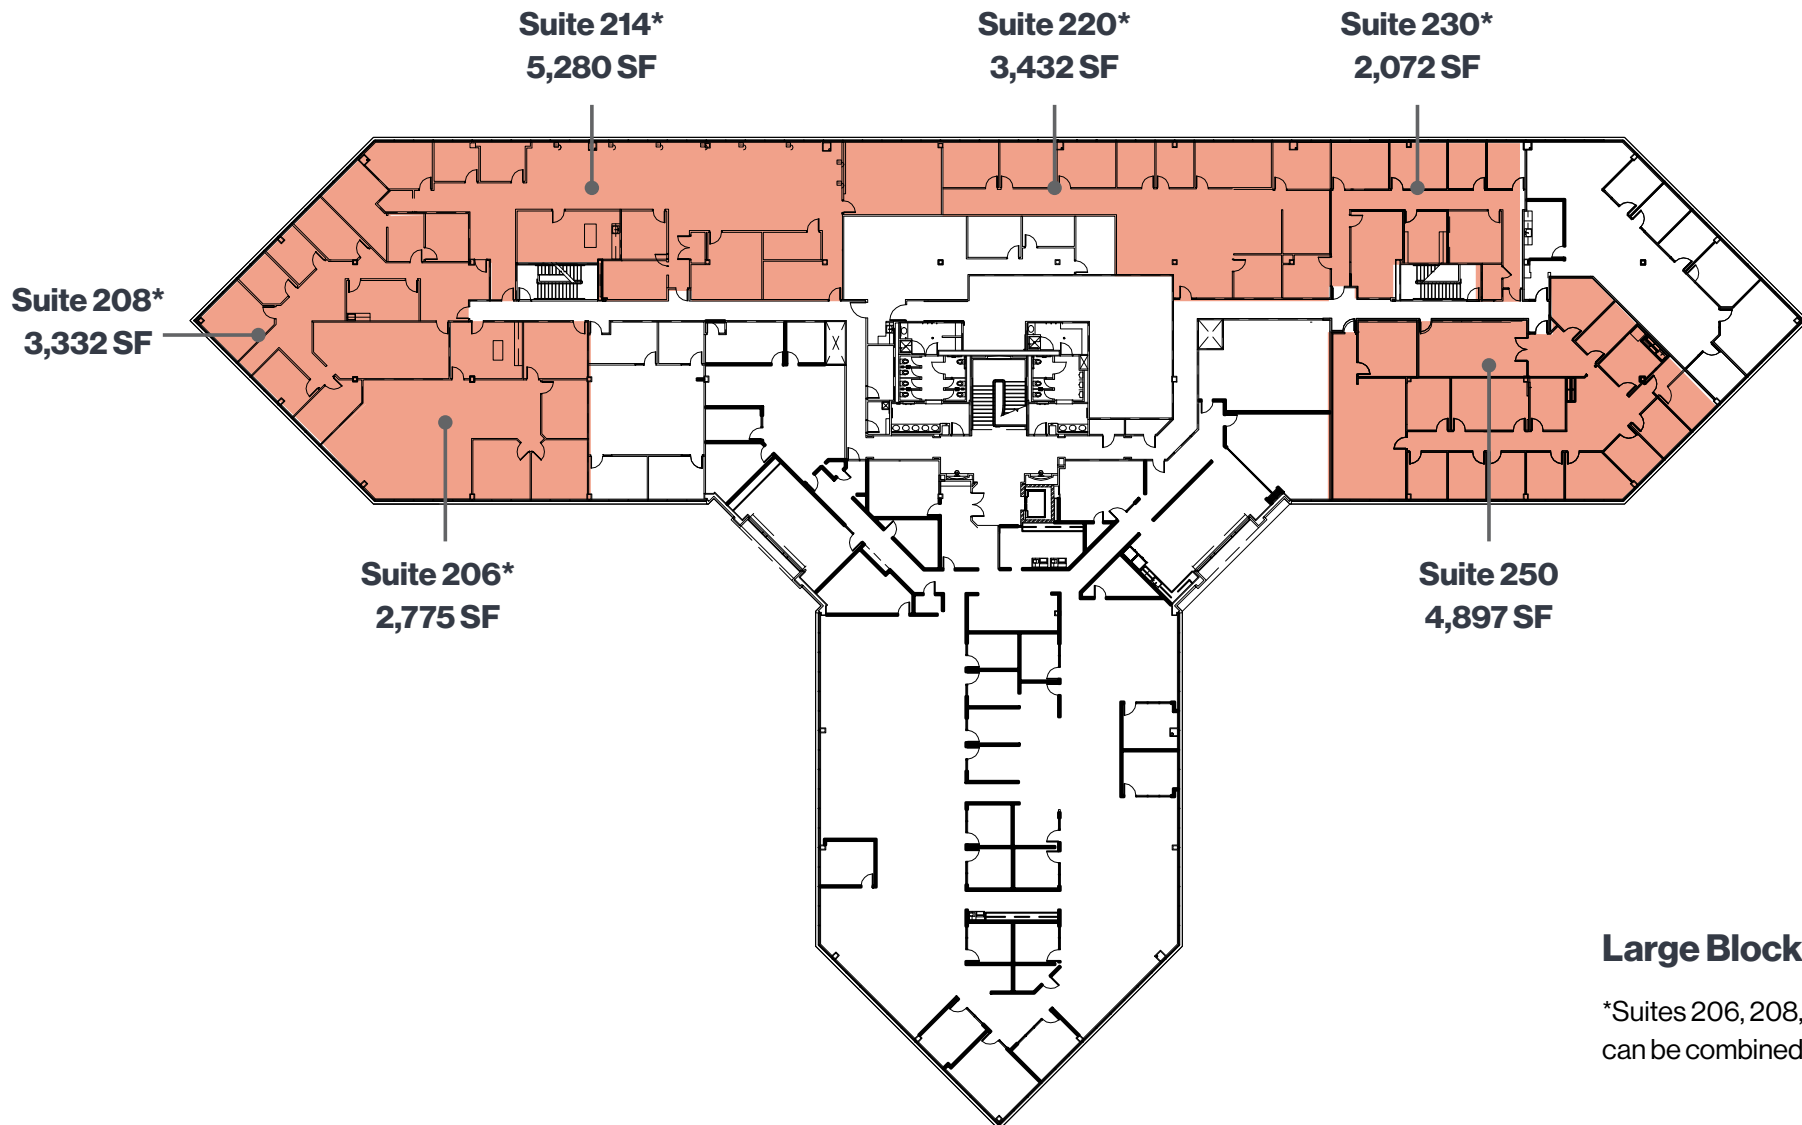 Suite 214*
5,280 SF
Suite 220*
3,432 SF
Suite 230*
2,072 SF
Suite 208*
3,332 SF
Suite 206*
2,775 SF
Suite 250
4,897 SF
Large Block
*Suites 206, 208,
can be combined